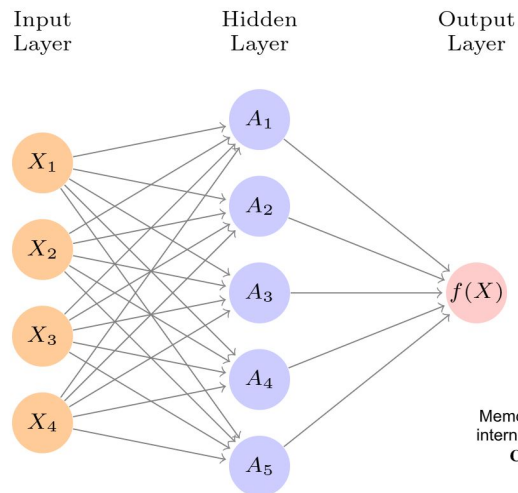 Input
Layer
Hidden
Layer
Output
Layer
X₁
X₂
X₃
X₄
A₁
A₂
A₃
A₄
A₅
f(X)